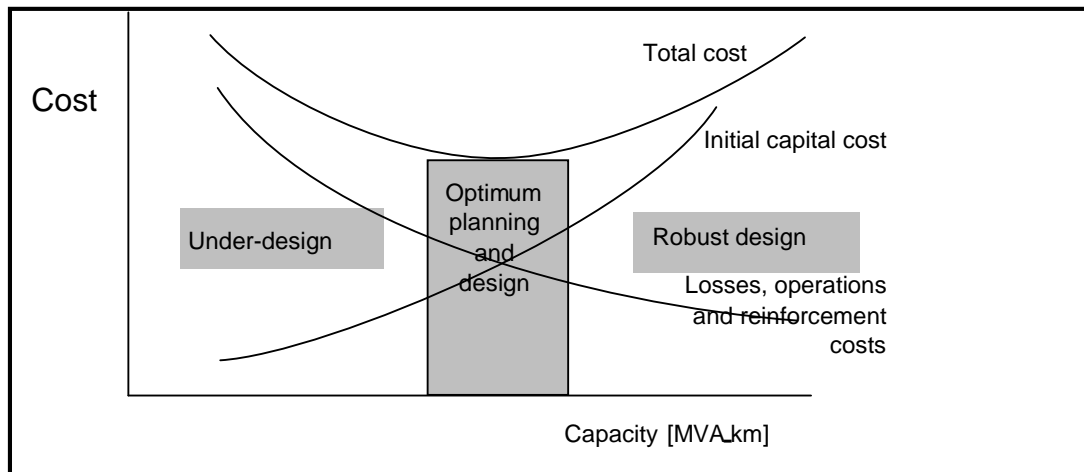 Total cost
Cost
Initial capital cost
Optimum
planning
and
design
Under-design
Robust design
Losses, operations
and reinforcement
costs
Capacity [MVA.km]